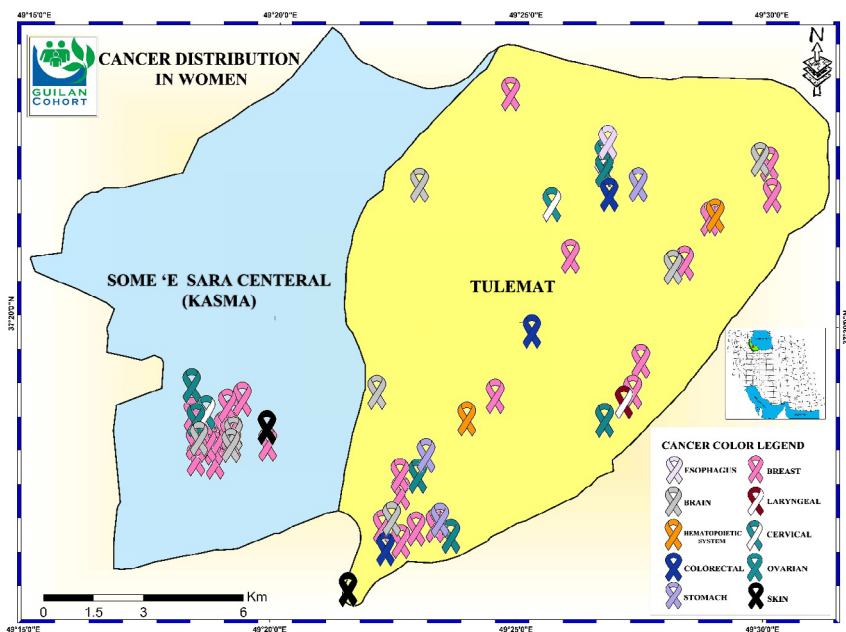 49°15'0"E
49°20'0"E
49°25'0"E
49°30'0"E
GUILAN
COHORT
CANCER DISTRIBUTION
IN WOMEN
N
SOME 'E SARA CENTERAL
(KASMA)
TULEMAT
37°20'0"N
37°20'0"N
CANCER COLOR LEGEND
ESOPHAGUS
BREAST
BRAIN
LARYNGEAL
HEMATOPOIETIC
SYSTEM
CERVICAL
COLORECTAL
OVARIAN
STOMACH
SKIN
Km
0 1.5 3 6
49°15'0"E
49°20'0"E
49°25'0"E
49°30'0"E